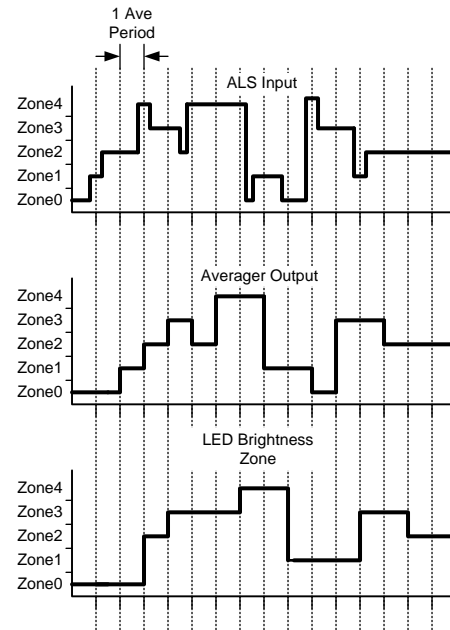 1 Ave
Period
ALS Input
Zone4
Zone3
Zone2
Zone1
Zone0
Averager Output
Zone4
Zone3
Zone2
Zone1
Zone0
LED Brightness
Zone
Zone4
Zone3
Zone2
Zone1
Zone0